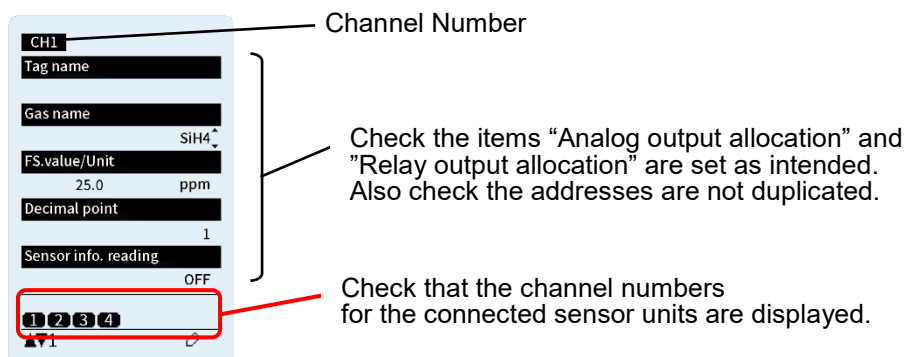 Channel Number
CH1
Tag name
Gas name
SiH4
FS.value/Unit
25.0 ppm
Decimal point
1
Sensor info. reading
OFF
1 2 3 4
▲▼1
Check the items “Analog output allocation” and
”Relay output allocation” are set as intended.
Also check the addresses are not duplicated.
Check that the channel numbers
for the connected sensor units are displayed.